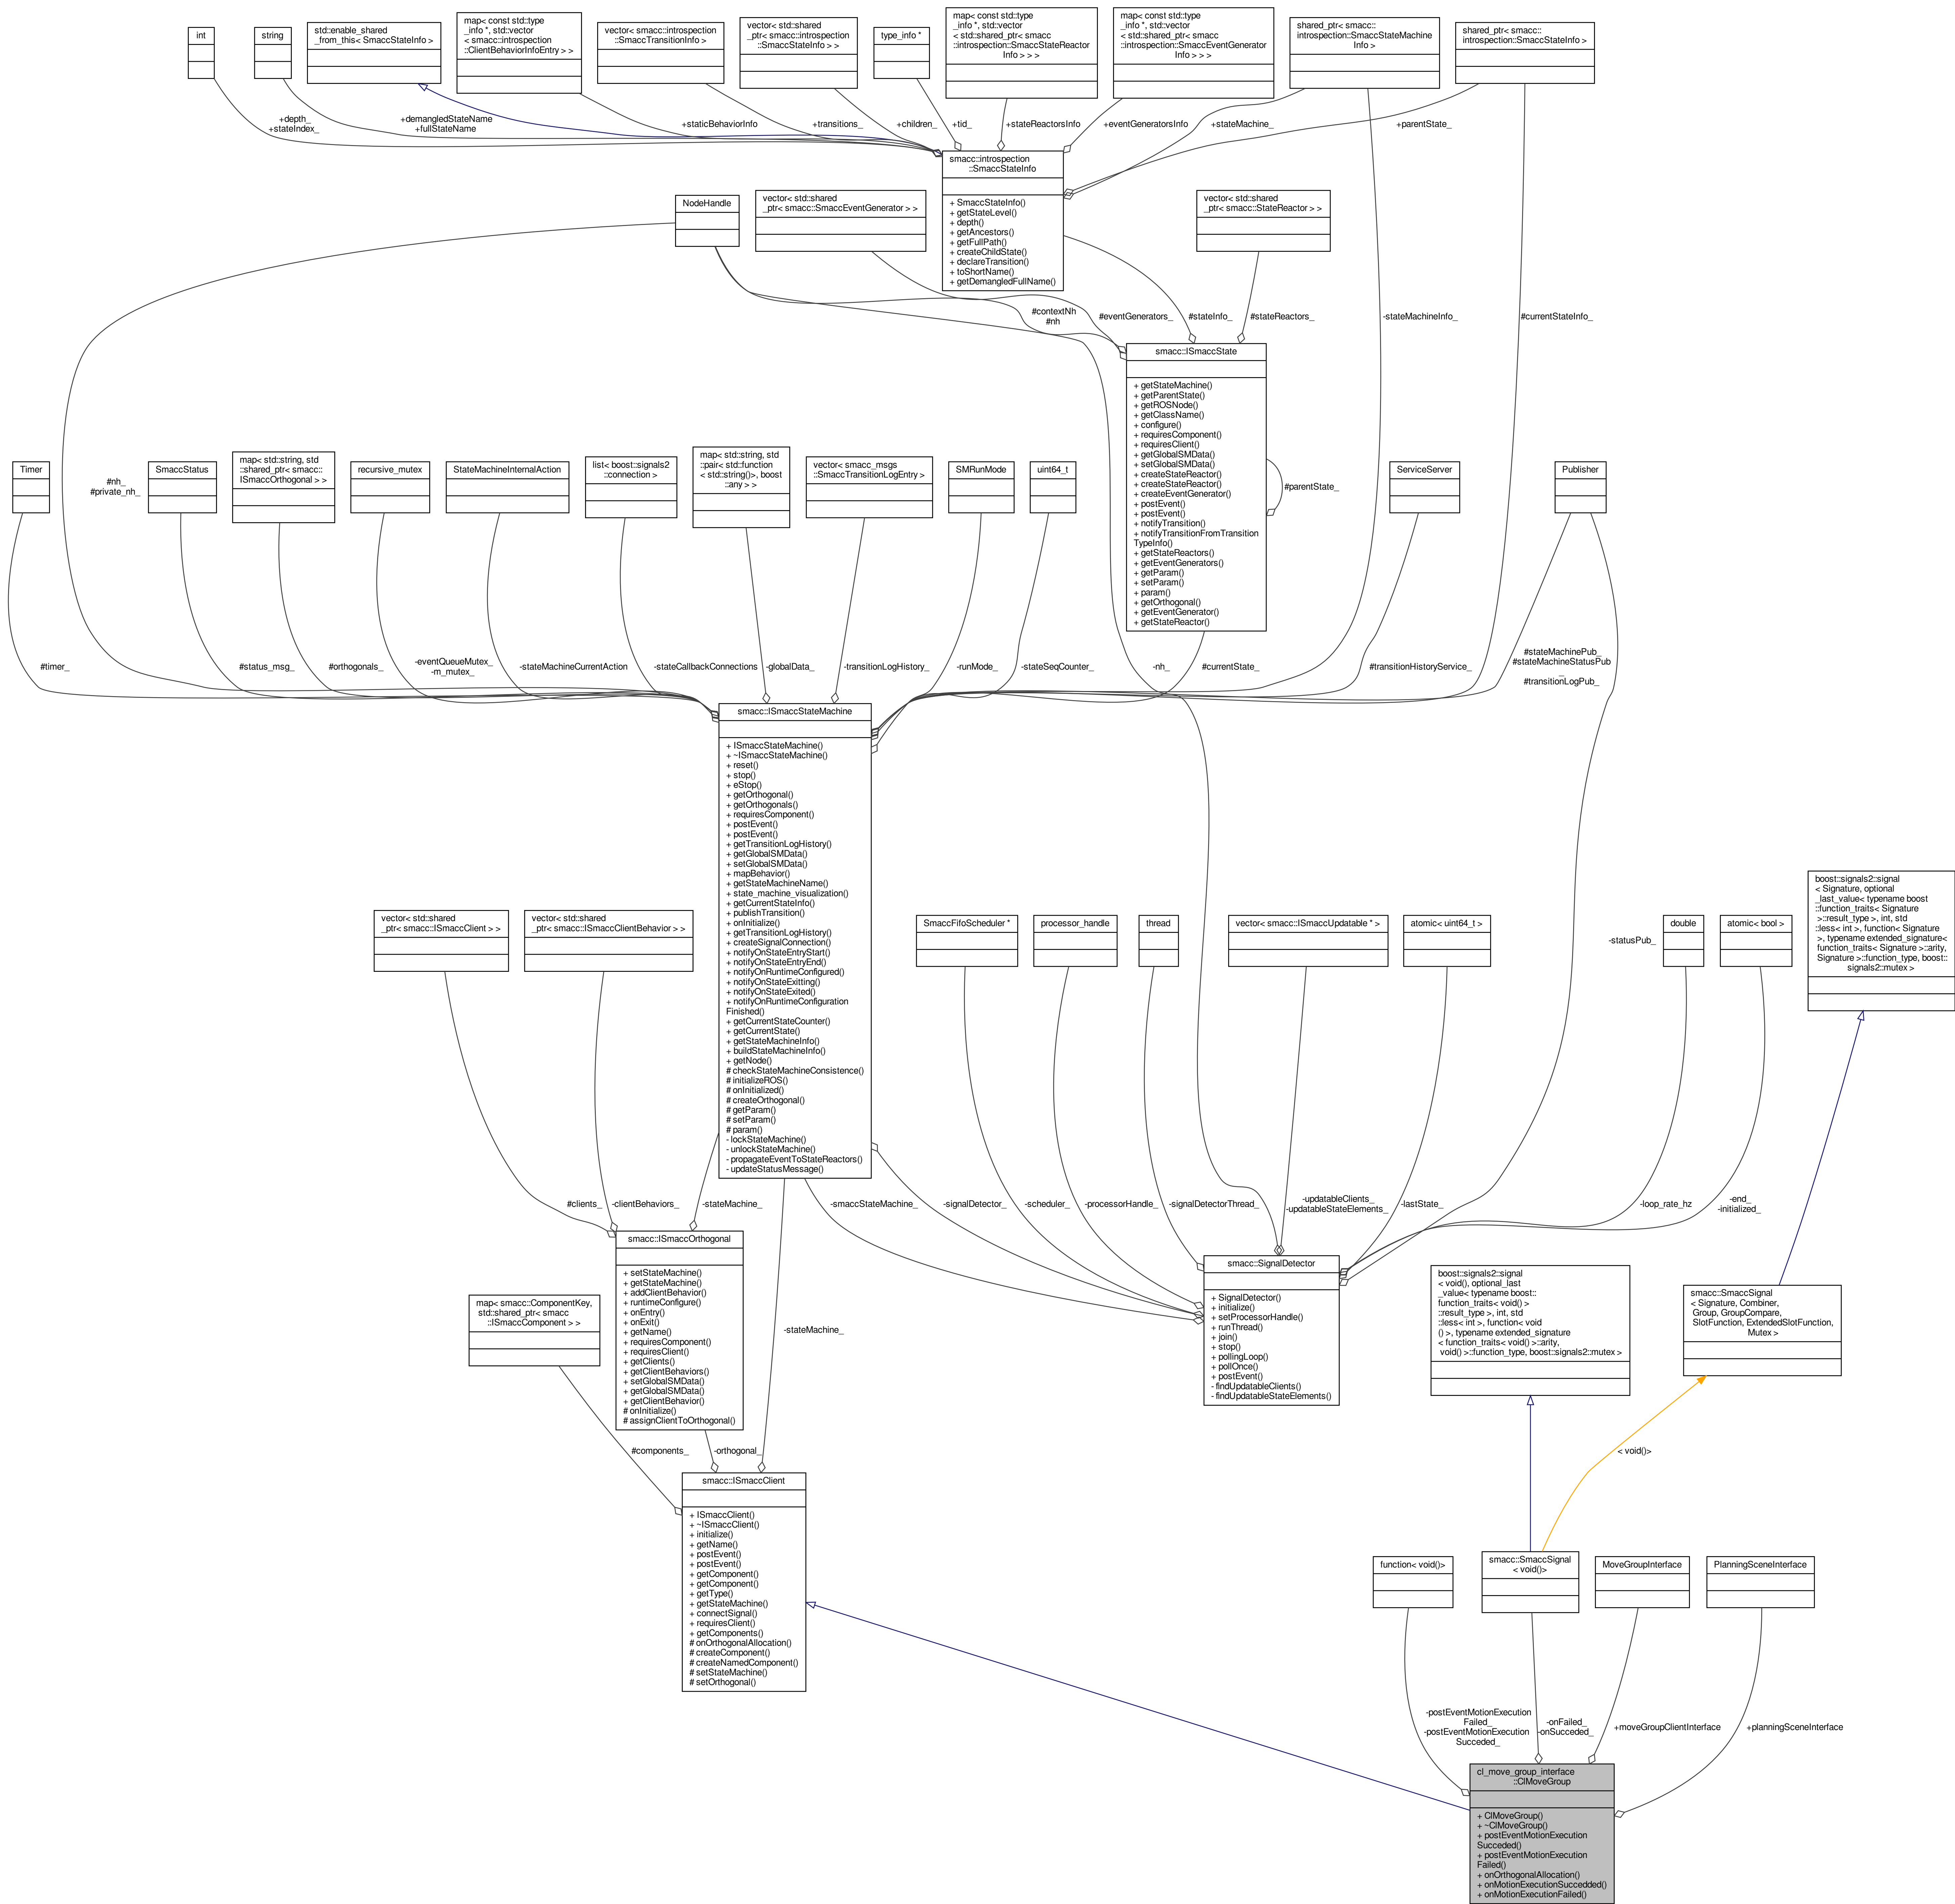 int
string
std::enable_shared
_from_this< SmaccStateInfo >
map< const std::type
_info *, std::vector
< smacc::introspection
::ClientBehaviorInfoEntry > >
vector< smacc::introspection
::SmaccTransitionInfo >
vector< std::shared
_ptr< smacc::introspection
::SmaccStateInfo > >
type_info *
map< const std::type
_info *, std::vector
< std::shared_ptr< smacc
::introspection::SmaccStateReactor
Info > > >
map< const std::type
_info *, std::vector
< std::shared_ptr< smacc
::introspection::SmaccEventGenerator
Info > > >
shared_ptr< smacc::
introspection::SmaccStateMachine
Info >
shared_ptr< smacc::
introspection::SmaccStateInfo >
+depth_
+stateIndex_
+demangledStateName
+fullStateName
+staticBehaviorInfo
+transitions_
+children_
+tid_
+stateReactorsInfo
+eventGeneratorsInfo
+stateMachine_
+parentState_
smacc::introspection
::SmaccStateInfo
+ SmaccStateInfo()
+ getStateLevel()
+ depth()
+ getAncestors()
+ getFullPath()
+ createChildState()
+ declareTransition()
+ toShortName()
+ getDemangledFullName()
NodeHandle
vector< std::shared
_ptr< smacc::SmaccEventGenerator > >
vector< std::shared
_ptr< smacc::StateReactor > >
#contextNh
#nh
#eventGenerators_
#stateInfo_
#stateReactors_
-stateMachineInfo_
#currentStateInfo_
smacc::ISmaccState
+ getStateMachine()
+ getParentState()
+ getROSNode()
+ getClassName()
+ configure()
+ requiresComponent()
+ requiresClient()
+ getGlobalSMData()
+ setGlobalSMData()
+ createStateReactor()
+ createStateReactor()
+ createEventGenerator()
+ postEvent()
+ postEvent()
+ notifyTransition()
+ notifyTransitionFromTransition
TypeInfo()
+ getStateReactors()
+ getEventGenerators()
+ getParam()
+ setParam()
+ param()
+ getOrthogonal()
+ getEventGenerator()
+ getStateReactor()
#parentState_
Timer
#nh_
#private_nh_
SmaccStatus
map< std::string, std
::shared_ptr< smacc::
ISmaccOrthogonal > >
recursive_mutex
StateMachineInternalAction
list< boost::signals2
::connection >
map< std::string, std
::pair< std::function
< std::string()>, boost
::any > >
vector< smacc_msgs
::SmaccTransitionLogEntry >
SMRunMode
uint64_t
ServiceServer
Publisher
#timer_
#status_msg_
#orthogonals_
-eventQueueMutex_
-m_mutex_
-stateMachineCurrentAction
-stateCallbackConnections
-globalData_
-transitionLogHistory_
-runMode_
-stateSeqCounter_
-nh_
#currentState_
#transitionHistoryService_
#stateMachinePub_
#stateMachineStatusPub
_
#transitionLogPub_
smacc::ISmaccStateMachine
+ ISmaccStateMachine()
+ ~ISmaccStateMachine()
+ reset()
+ stop()
+ eStop()
+ getOrthogonal()
+ getOrthogonals()
+ requiresComponent()
+ postEvent()
+ postEvent()
+ getTransitionLogHistory()
+ getGlobalSMData()
+ setGlobalSMData()
+ mapBehavior()
+ getStateMachineName()
+ state_machine_visualization()
+ getCurrentStateInfo()
+ publishTransition()
+ onInitialize()
+ getTransitionLogHistory()
+ createSignalConnection()
+ notifyOnStateEntryStart()
+ notifyOnStateEntryEnd()
+ notifyOnRuntimeConfigured()
+ notifyOnStateExitting()
+ notifyOnStateExited()
+ notifyOnRuntimeConfiguration
Finished()
+ getCurrentStateCounter()
+ getCurrentState()
+ getStateMachineInfo()
+ buildStateMachineInfo()
+ getNode()
# checkStateMachineConsistence()
# initializeROS()
# onInitialized()
# createOrthogonal()
# getParam()
# setParam()
# param()
- lockStateMachine()
- unlockStateMachine()
- propagateEventToStateReactors()
- updateStatusMessage()
vector< std::shared
_ptr< smacc::ISmaccClient > >
vector< std::shared
_ptr< smacc::ISmaccClientBehavior > >
SmaccFifoScheduler *
processor_handle
thread
vector< smacc::ISmaccUpdatable * >
atomic< uint64_t >
-statusPub_
double
atomic< bool >
boost::signals2::signal
< Signature, optional
_last_value< typename boost
::function_traits< Signature
>::result_type >, int, std
::less< int >, function< Signature
>, typename extended_signature<
function_traits< Signature >::arity,
Signature >::function_type, boost::
signals2::mutex >
#clients_
-clientBehaviors_
-stateMachine_
-smaccStateMachine_
-signalDetector_
-scheduler_
-processorHandle_
-signalDetectorThread_
-updatableClients_
-updatableStateElements_
-lastState_
-loop_rate_hz
-end_
-initialized_
smacc::ISmaccOrthogonal
+ setStateMachine()
+ getStateMachine()
+ addClientBehavior()
+ runtimeConfigure()
+ onEntry()
+ onExit()
+ getName()
+ requiresComponent()
+ requiresClient()
+ getClients()
+ getClientBehaviors()
+ setGlobalSMData()
+ getGlobalSMData()
+ getClientBehavior()
# onInitialize()
# assignClientToOrthogonal()
smacc::SignalDetector
+ SignalDetector()
+ initialize()
+ setProcessorHandle()
+ runThread()
+ join()
+ stop()
+ pollingLoop()
+ pollOnce()
+ postEvent()
- findUpdatableClients()
- findUpdatableStateElements()
map< smacc::ComponentKey,
std::shared_ptr< smacc
::ISmaccComponent > >
-stateMachine_
boost::signals2::signal
< void(), optional_last
_value< typename boost::
function_traits< void() >
::result_type >, int, std
::less< int >, function< void
() >, typename extended_signature
< function_traits< void() >::arity,
void() >::function_type, boost::signals2::mutex >
smacc::SmaccSignal
< Signature, Combiner,
Group, GroupCompare,
SlotFunction, ExtendedSlotFunction,
Mutex >
#components_
-orthogonal_
< void()>
smacc::ISmaccClient
+ ISmaccClient()
+ ~ISmaccClient()
+ initialize()
+ getName()
+ postEvent()
+ postEvent()
+ getComponent()
+ getComponent()
+ getType()
+ getStateMachine()
+ connectSignal()
+ requiresClient()
+ getComponents()
# onOrthogonalAllocation()
# createComponent()
# createNamedComponent()
# setStateMachine()
# setOrthogonal()
function< void()>
smacc::SmaccSignal
< void()>
MoveGroupInterface
PlanningSceneInterface
-postEventMotionExecution
Failed_
-postEventMotionExecution
Succeded_
-onFailed_
-onSucceded_
+moveGroupClientInterface
+planningSceneInterface
cl_move_group_interface
::ClMoveGroup
+ ClMoveGroup()
+ ~ClMoveGroup()
+ postEventMotionExecution
Succeded()
+ postEventMotionExecution
Failed()
+ onOrthogonalAllocation()
+ onMotionExecutionSuccedded()
+ onMotionExecutionFailed()